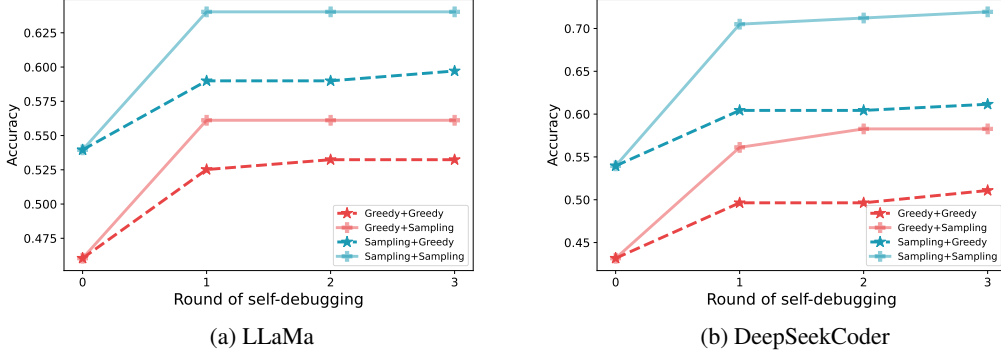 0.625
0.600
0.575
0.550
0.525
0.500
0.475
Accuracy
0
1
2
3
Round of self-debugging
Greedy+Greedy
Greedy+Sampling
Sampling+Greedy
Sampling+Sampling
(a) LLaMa
0.70
0.65
0.60
0.55
0.50
0.45
Accuracy
0
1
2
3
Round of self-debugging
Greedy+Greedy
Greedy+Sampling
Sampling+Greedy
Sampling+Sampling
(b) DeepSeekCoder